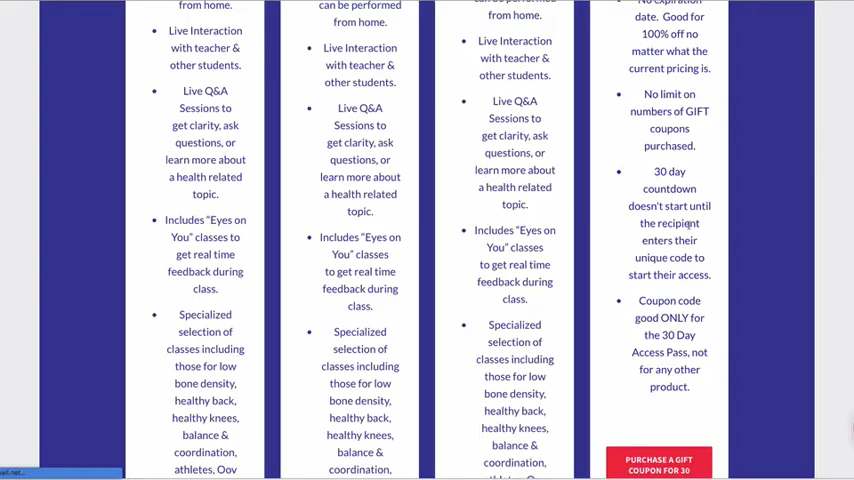 from home.
Live Interaction
with teacher &
other students.
Live Q&A
Sessions to
get clarity, ask
questions, or
learn more about
a health related
topic.
Includes “Eyes on
You” classes to
get real time
feedback during
class.
Specialized
selection of
classes including
those for low
bone density,
healthy back,
healthy knees,
balance &
coordination,
athletes, Oov
can be performed
from home.
Live Interaction
with teacher &
other students.
Live Q&A
Sessions to
get clarity, ask
questions, or
learn more about
a health related
topic.
Includes “Eyes on
You” classes
to get real time
feedback during
class.
Specialized
selection of
classes including
those for low
bone density,
healthy back,
healthy knees,
balance &
coordination,
from home.
Live Interaction
with teacher &
other students.
Live Q&A
Sessions to
get clarity, ask
questions, or
learn more about
a health related
topic.
Includes “Eyes on
You” classes
to get real time
feedback during
class.
Specialized
selection of
classes including
those for low
bone density,
healthy back,
healthy knees,
balance &
coordination,
No expiration
date. Good for
100% off no
matter what the
current pricing is.
No limit on
numbers of GIFT
coupons
purchased.
30 day
countdown
doesn't start until
the recipient
enters their
unique code to
start their access.
Coupon code
good ONLY for
the 30 Day
Access Pass, not
for any other
product.
PURCHASE A GIFT
COUPON FOR 30